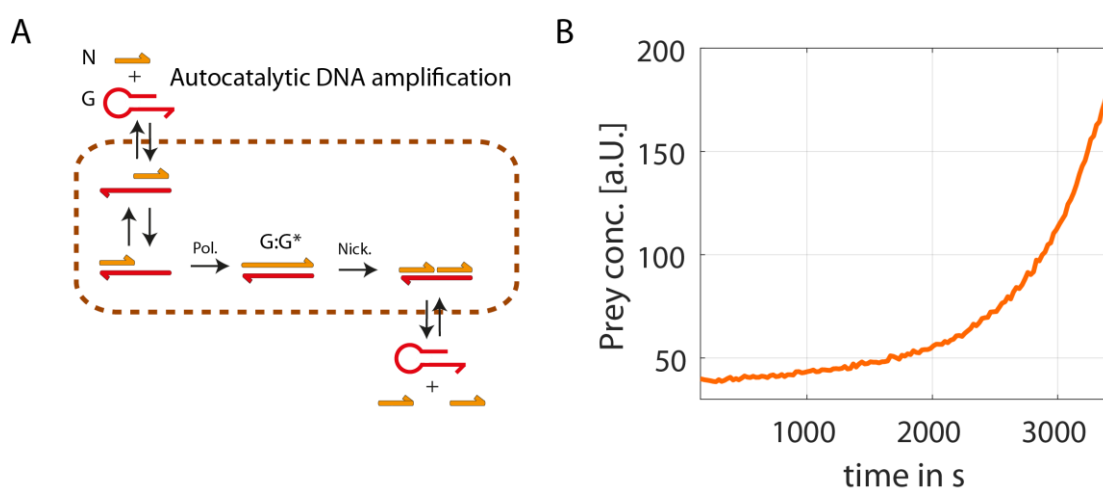 A
N
+
Autocatalytic DNA amplification
G
Pol.
G:G*
Nick.
+
B
200
150
100
50
Prey conc. [a.U.]
1000
2000
3000
time in s